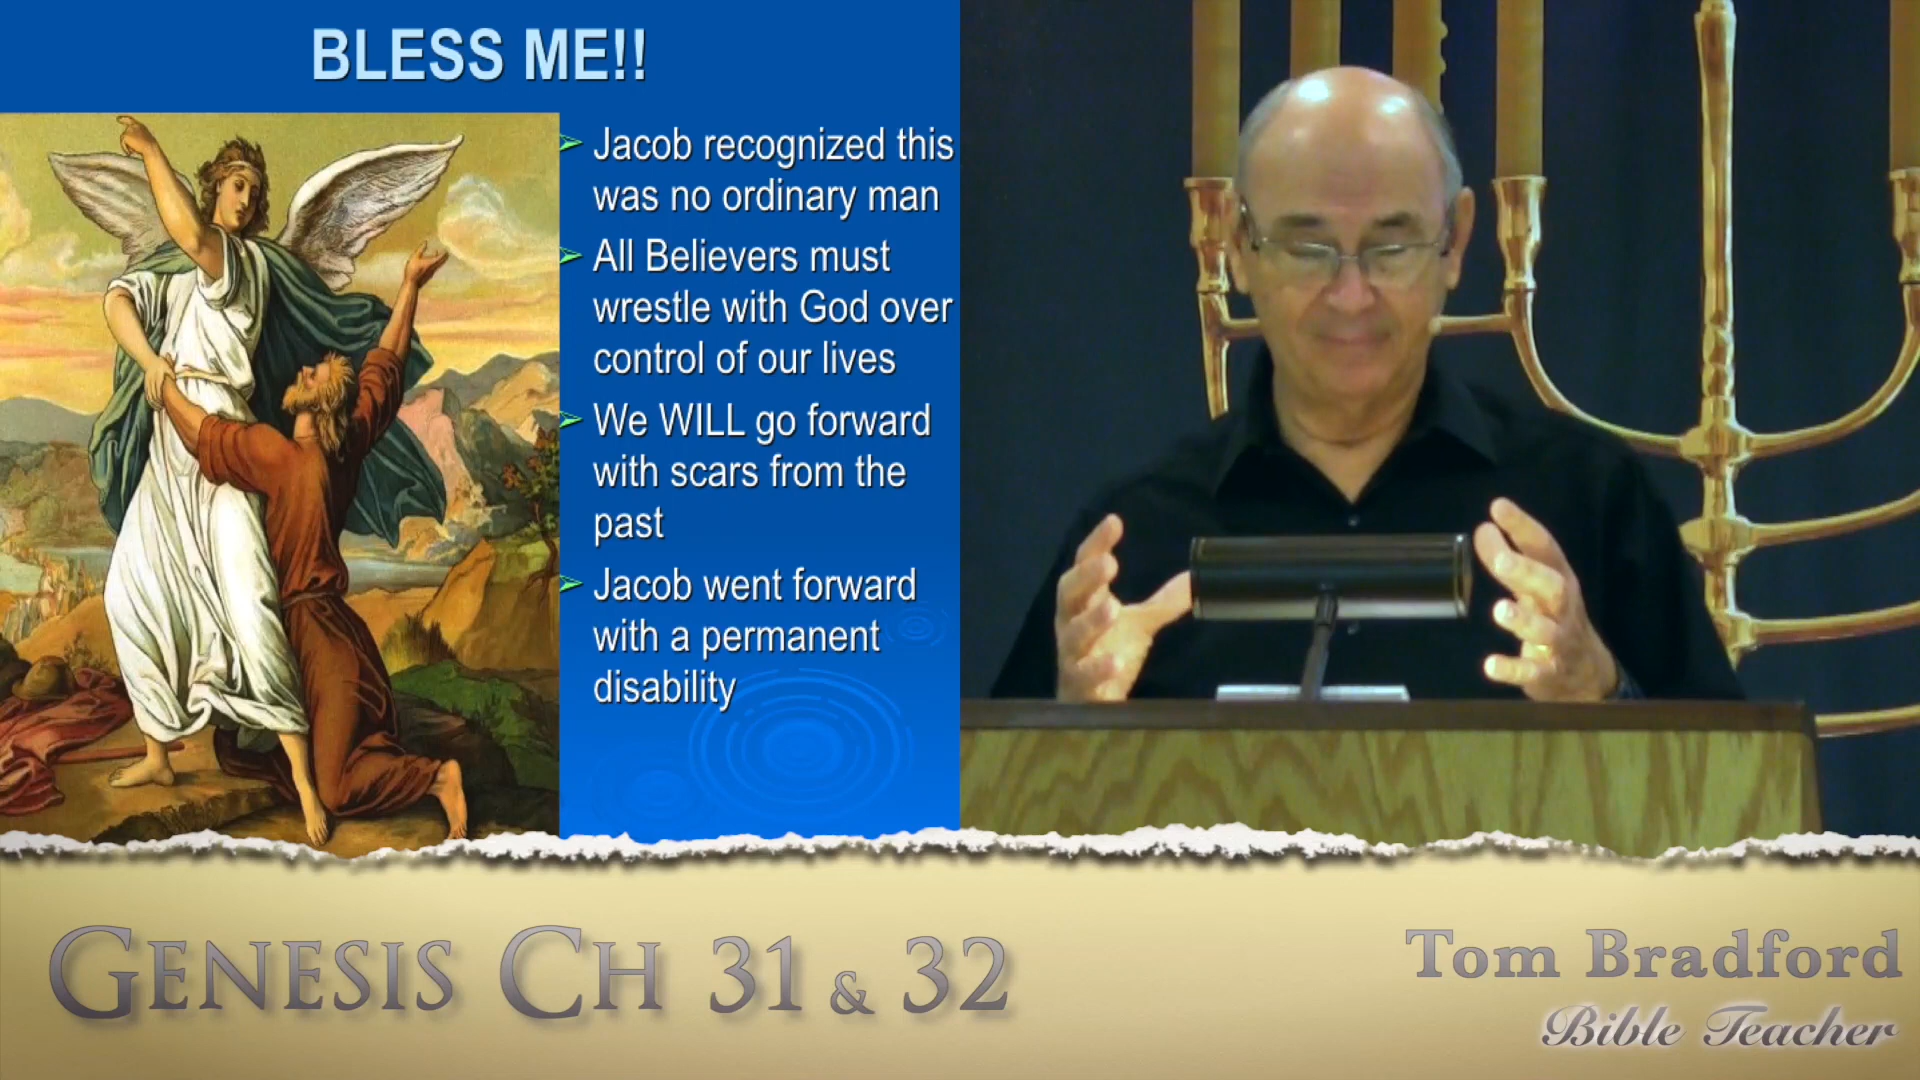 BLESS ME!!
Jacob recognized this
was no ordinary man
All Believers must
wrestle with God over
control of our lives
We WILL go forward
with scars from the
past
Jacob went forward
with a permanent
disability
GENESIS CH 31 & 32
Tom Bradford
Bible Teacher